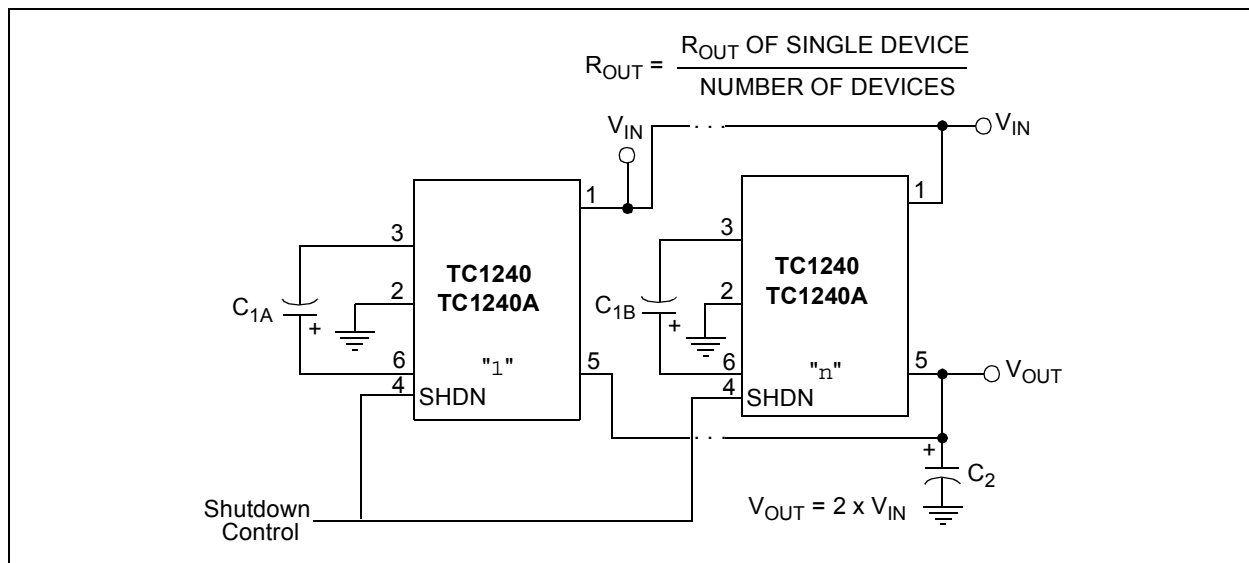 R_OUT = R_OUT OF SINGLE DEVICE
NUMBER OF DEVICES
V_IN
V_IN
1
1
3
3
TC1240
TC1240A
TC1240
TC1240A
2
2
C_1A
+
C_1B
+
6
"1"
5
6
"n"
5
V_OUT
4
SHDN
4
SHDN
+
C_2
Shutdown
Control
V_OUT = 2 x V_IN